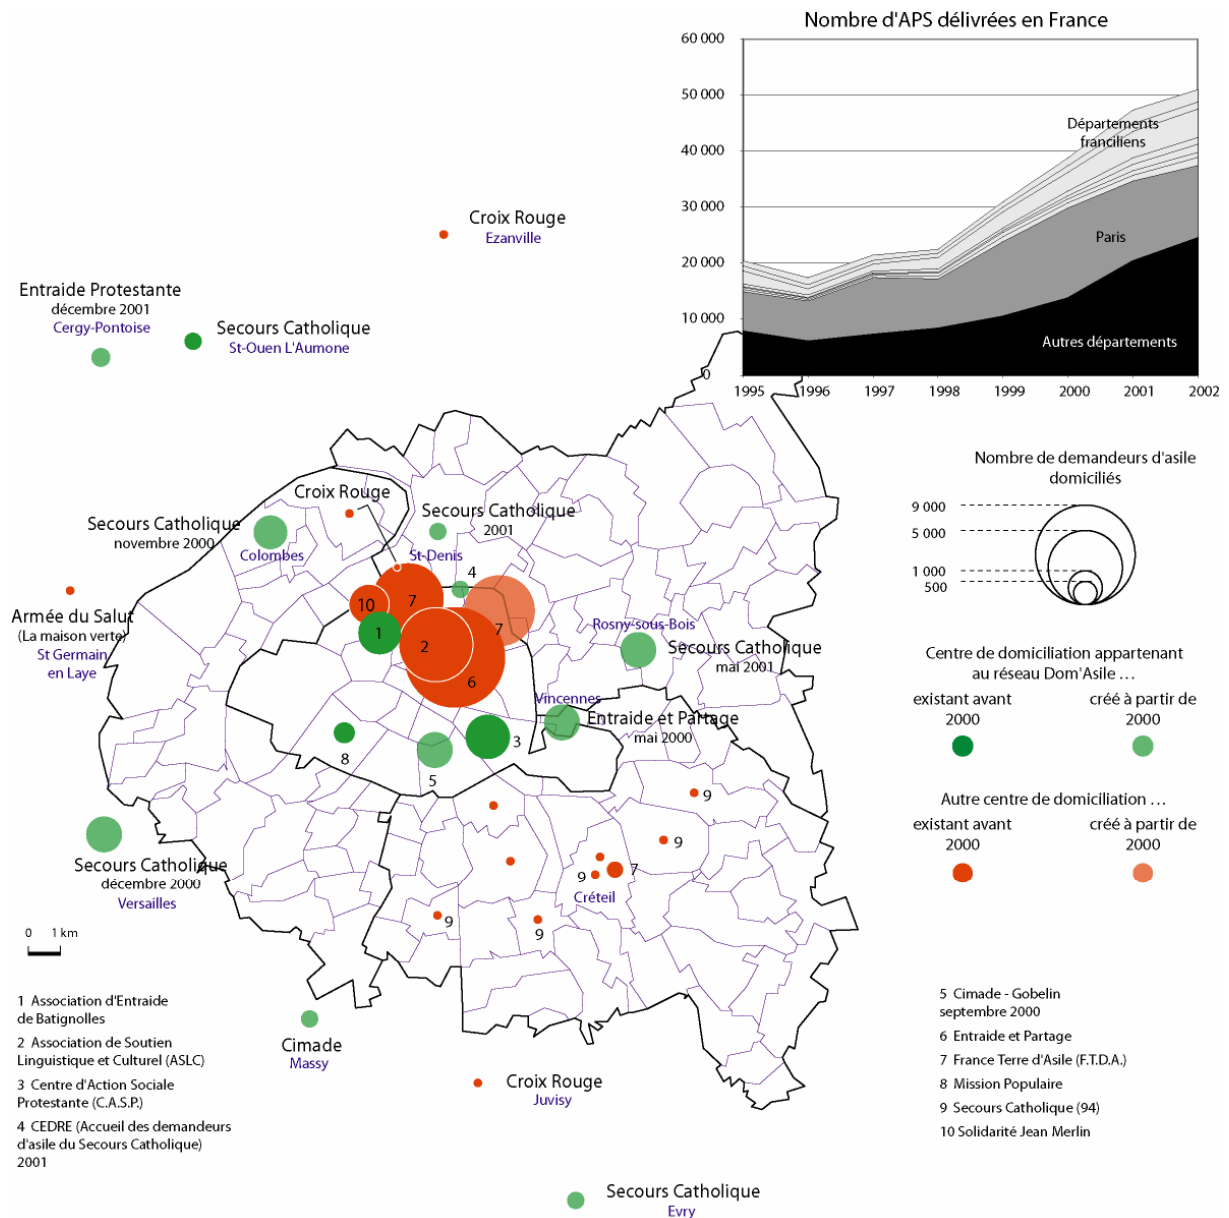 Nombre d'APS délivrées en France
60 000
50 000
40 000
30 000
20 000
10 000
0
Départements
franciliens
Paris
Autres départements
1995 1996 1997 1998 1999 2000 2001 2002
Croix Rouge
Ezanville
Entraide Protestante
décembre 2001
Cergy-Pontoise
Secours Catholique
St-Ouen L'Aumone
Croix Rouge
Secours Catholique
novembre 2000
Colombes
Secours Catholique
2001
St-Denis
4
10
7
7
1
2
6
Armée du Salut
(La maison verte)
St Germain
en Laye
Rosny-sous-Bois
Secours Catholique
mai 2001
Vincennes
Entraide et Partage
mai 2000
8
5
3
Secours Catholique
décembre 2000
Versailles
9
9
9
7
Créteil
9
9
Cimade
Massy
Croix Rouge
Juvisy
Secours Catholique
Evry
Nombre de demandeurs d'asile
domiciliés
9 000
5 000
1 000
500
Centre de domiciliation appartenant
au réseau Dom'Asile ...
existant avant
2000
créé à partir de
2000
Autre centre de domiciliation ...
existant avant
2000
créé à partir de
2000
0 1 km
1 Association d'Entraide
de Batignolles
2 Association de Soutien
Linguistique et Culturel (ASLC)
3 Centre d'Action Sociale
Protestante (C.A.S.P.)
4 CEDRE (Accueil des demandeurs
d'asile du Secours Catholique)
2001
5 Cimade - Gobelin
septembre 2000
6 Entraide et Partage
7 France Terre d'Asile (F.T.D.A.)
8 Mission Populaire
9 Secours Catholique (94)
10 Solidarité Jean Merlin